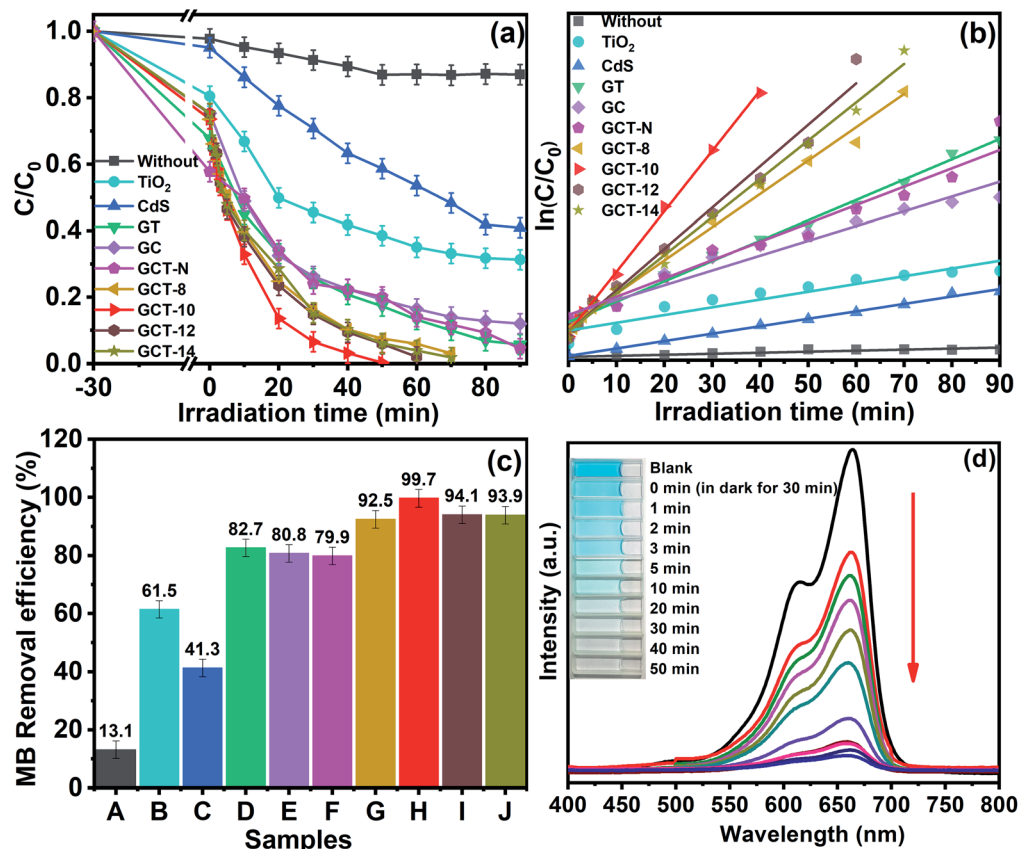 (a)
C/C0
1.0
0.8
0.6
0.4
0.2
0.0
Without
TiO2
CdS
GT
GC
GCT-N
GCT-8
GCT-10
GCT-12
GCT-14
-30 0 20 40 60 80
Irradiation time (min)
(b)
ln(C/C0)
Without
TiO2
CdS
GT
GC
GCT-N
GCT-8
GCT-10
GCT-12
GCT-14
0 10 20 30 40 50 60 70 80 90
Irradiation time (min)
(c)
MB Removal efficiency (%)
120
100
80
60
40
20
0
13.1
61.5
41.3
82.7
80.8
79.9
92.5
99.7
94.1
93.9
A B C D E F G H I J
Samples
(d)
Intensity (a.u.)
Blank
0 min (in dark for 30 min)
1 min
2 min
3 min
5 min
10 min
20 min
30 min
40 min
50 min
400 450 500 550 600 650 700 750 800
Wavelength (nm)